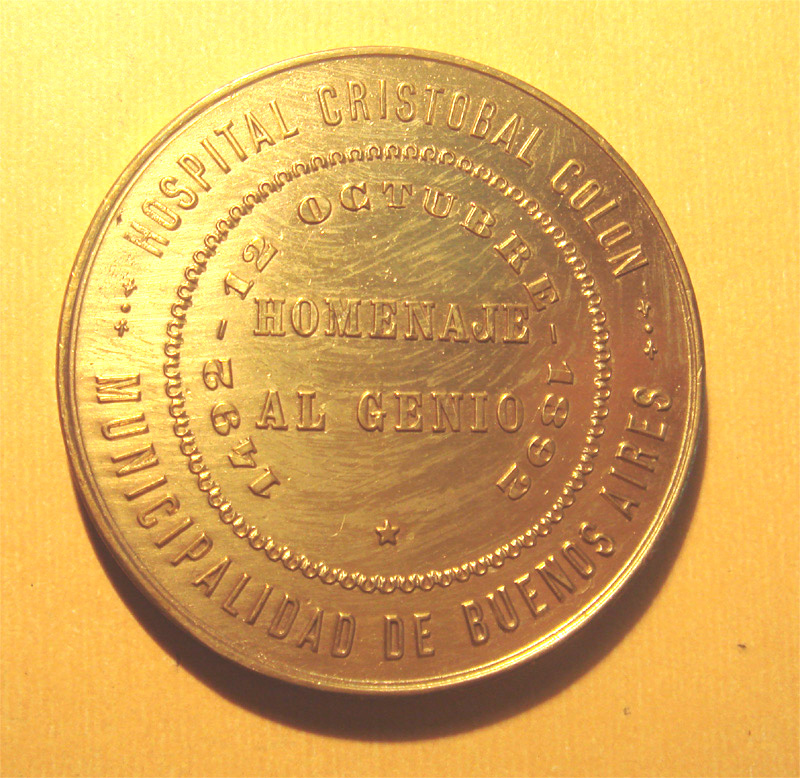 HOSPITAL CRISTOBAL COLON
MUNICIPALIDAD DE BUENOS AIRES
1492-12 OCTUBRE-1892
HOMENAJE
AL GENIO